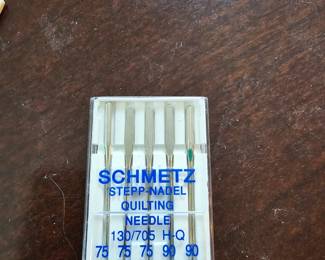 SCHMETZ
STEPP-NADEL
QUILTING
NEEDLE
130/705 H-Q
75 75 75 90 90